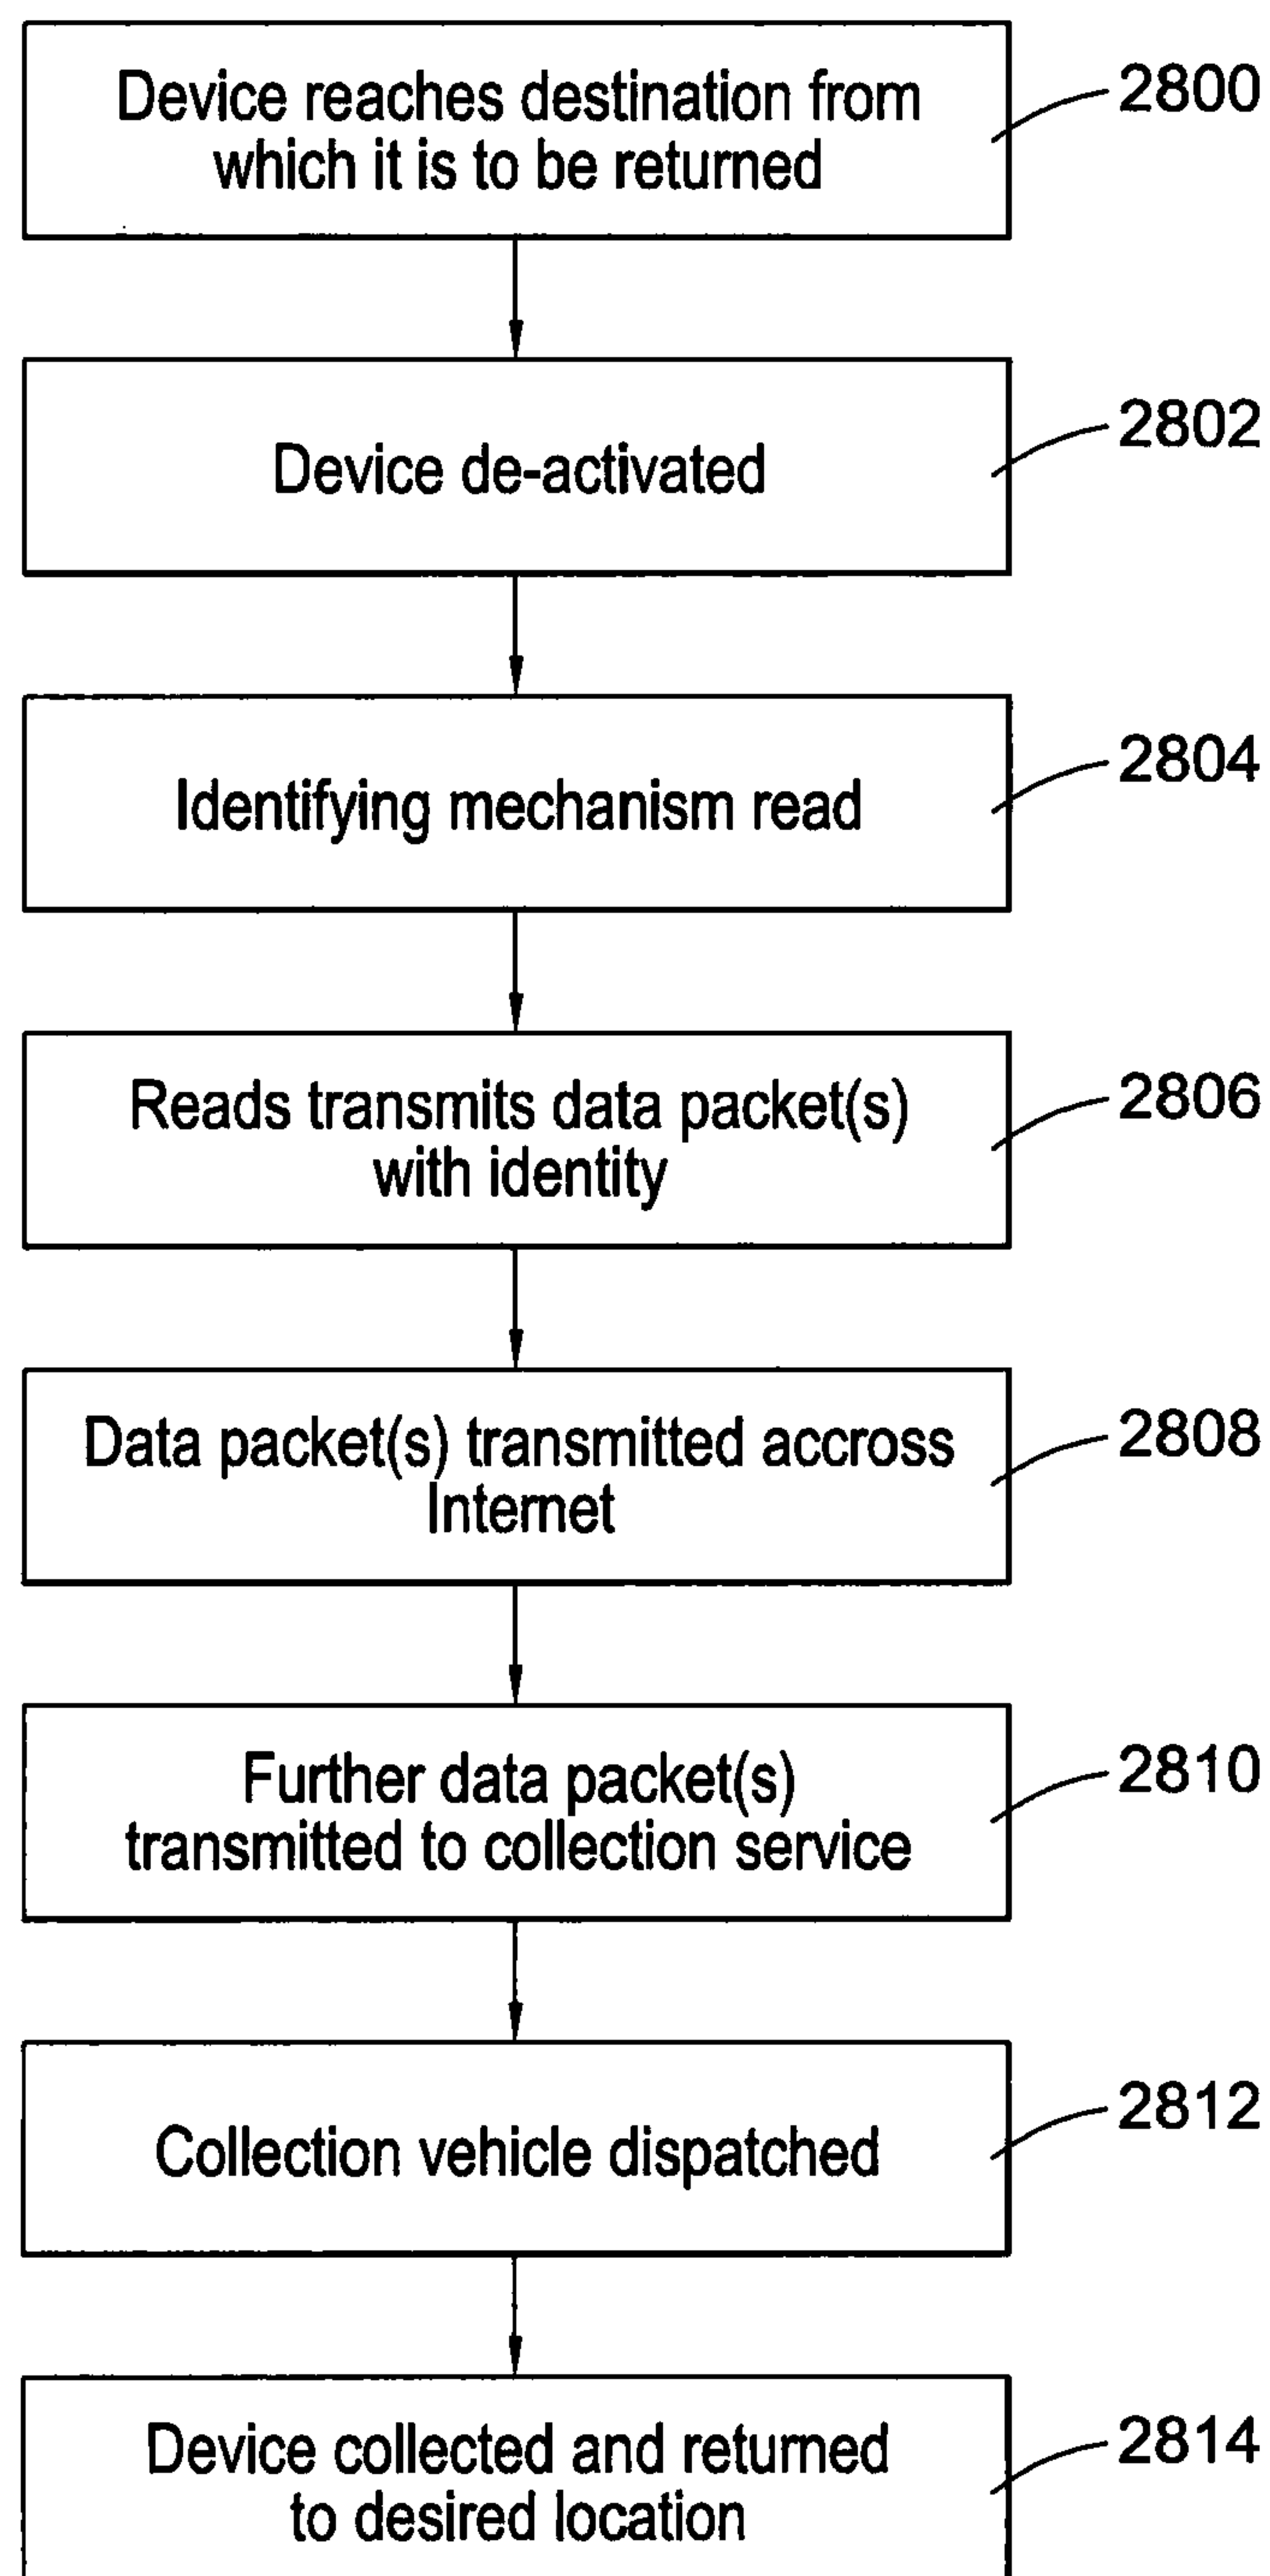 Device reaches destination from
which it is to be returned
2800
Device de-activated
2802
Identifying mechanism read
2804
Reads transmits data packet(s)
with identity
2806
Data packet(s) transmitted accross
Internet
2808
Further data packet(s)
transmitted to collection service
2810
Collection vehicle dispatched
2812
Device collected and returned
to desired location
2814